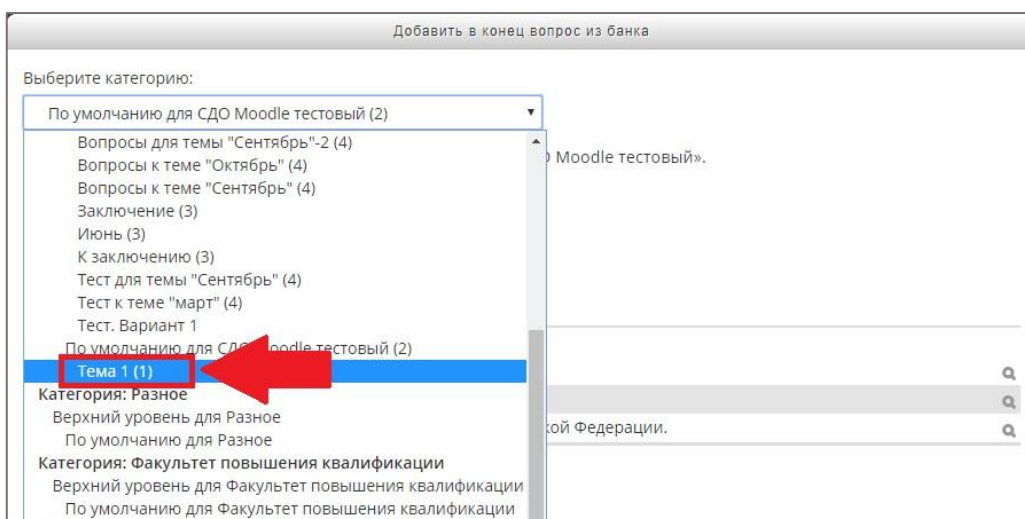 Добавить в конец вопрос из банка
Выберите категорию:
По умолчанию для СДО Moodle тестовый (2)
Вопросы для темы "Сентябрь"-2 (4)
Moodle тестовый».
Вопросы к теме "Октябрь" (4)
Вопросы к теме "Сентябрь" (4)
Заключение (3)
Июнь (3)
К заключению (3)
Тест для темы "Сентябрь" (4)
Тест к теме "март" (4)
Тест. Вариант 1
По умолчанию для СДО Moodle тестовый (2)
Тема 1 (1)
Категория: Разное
Верхний уровень для Разное
кой Федерации.
По умолчанию для Разное
Категория: Факультет повышения квалификации
Верхний уровень для Факультет повышения квалификации
По умолчанию для Факультет повышения квалификации